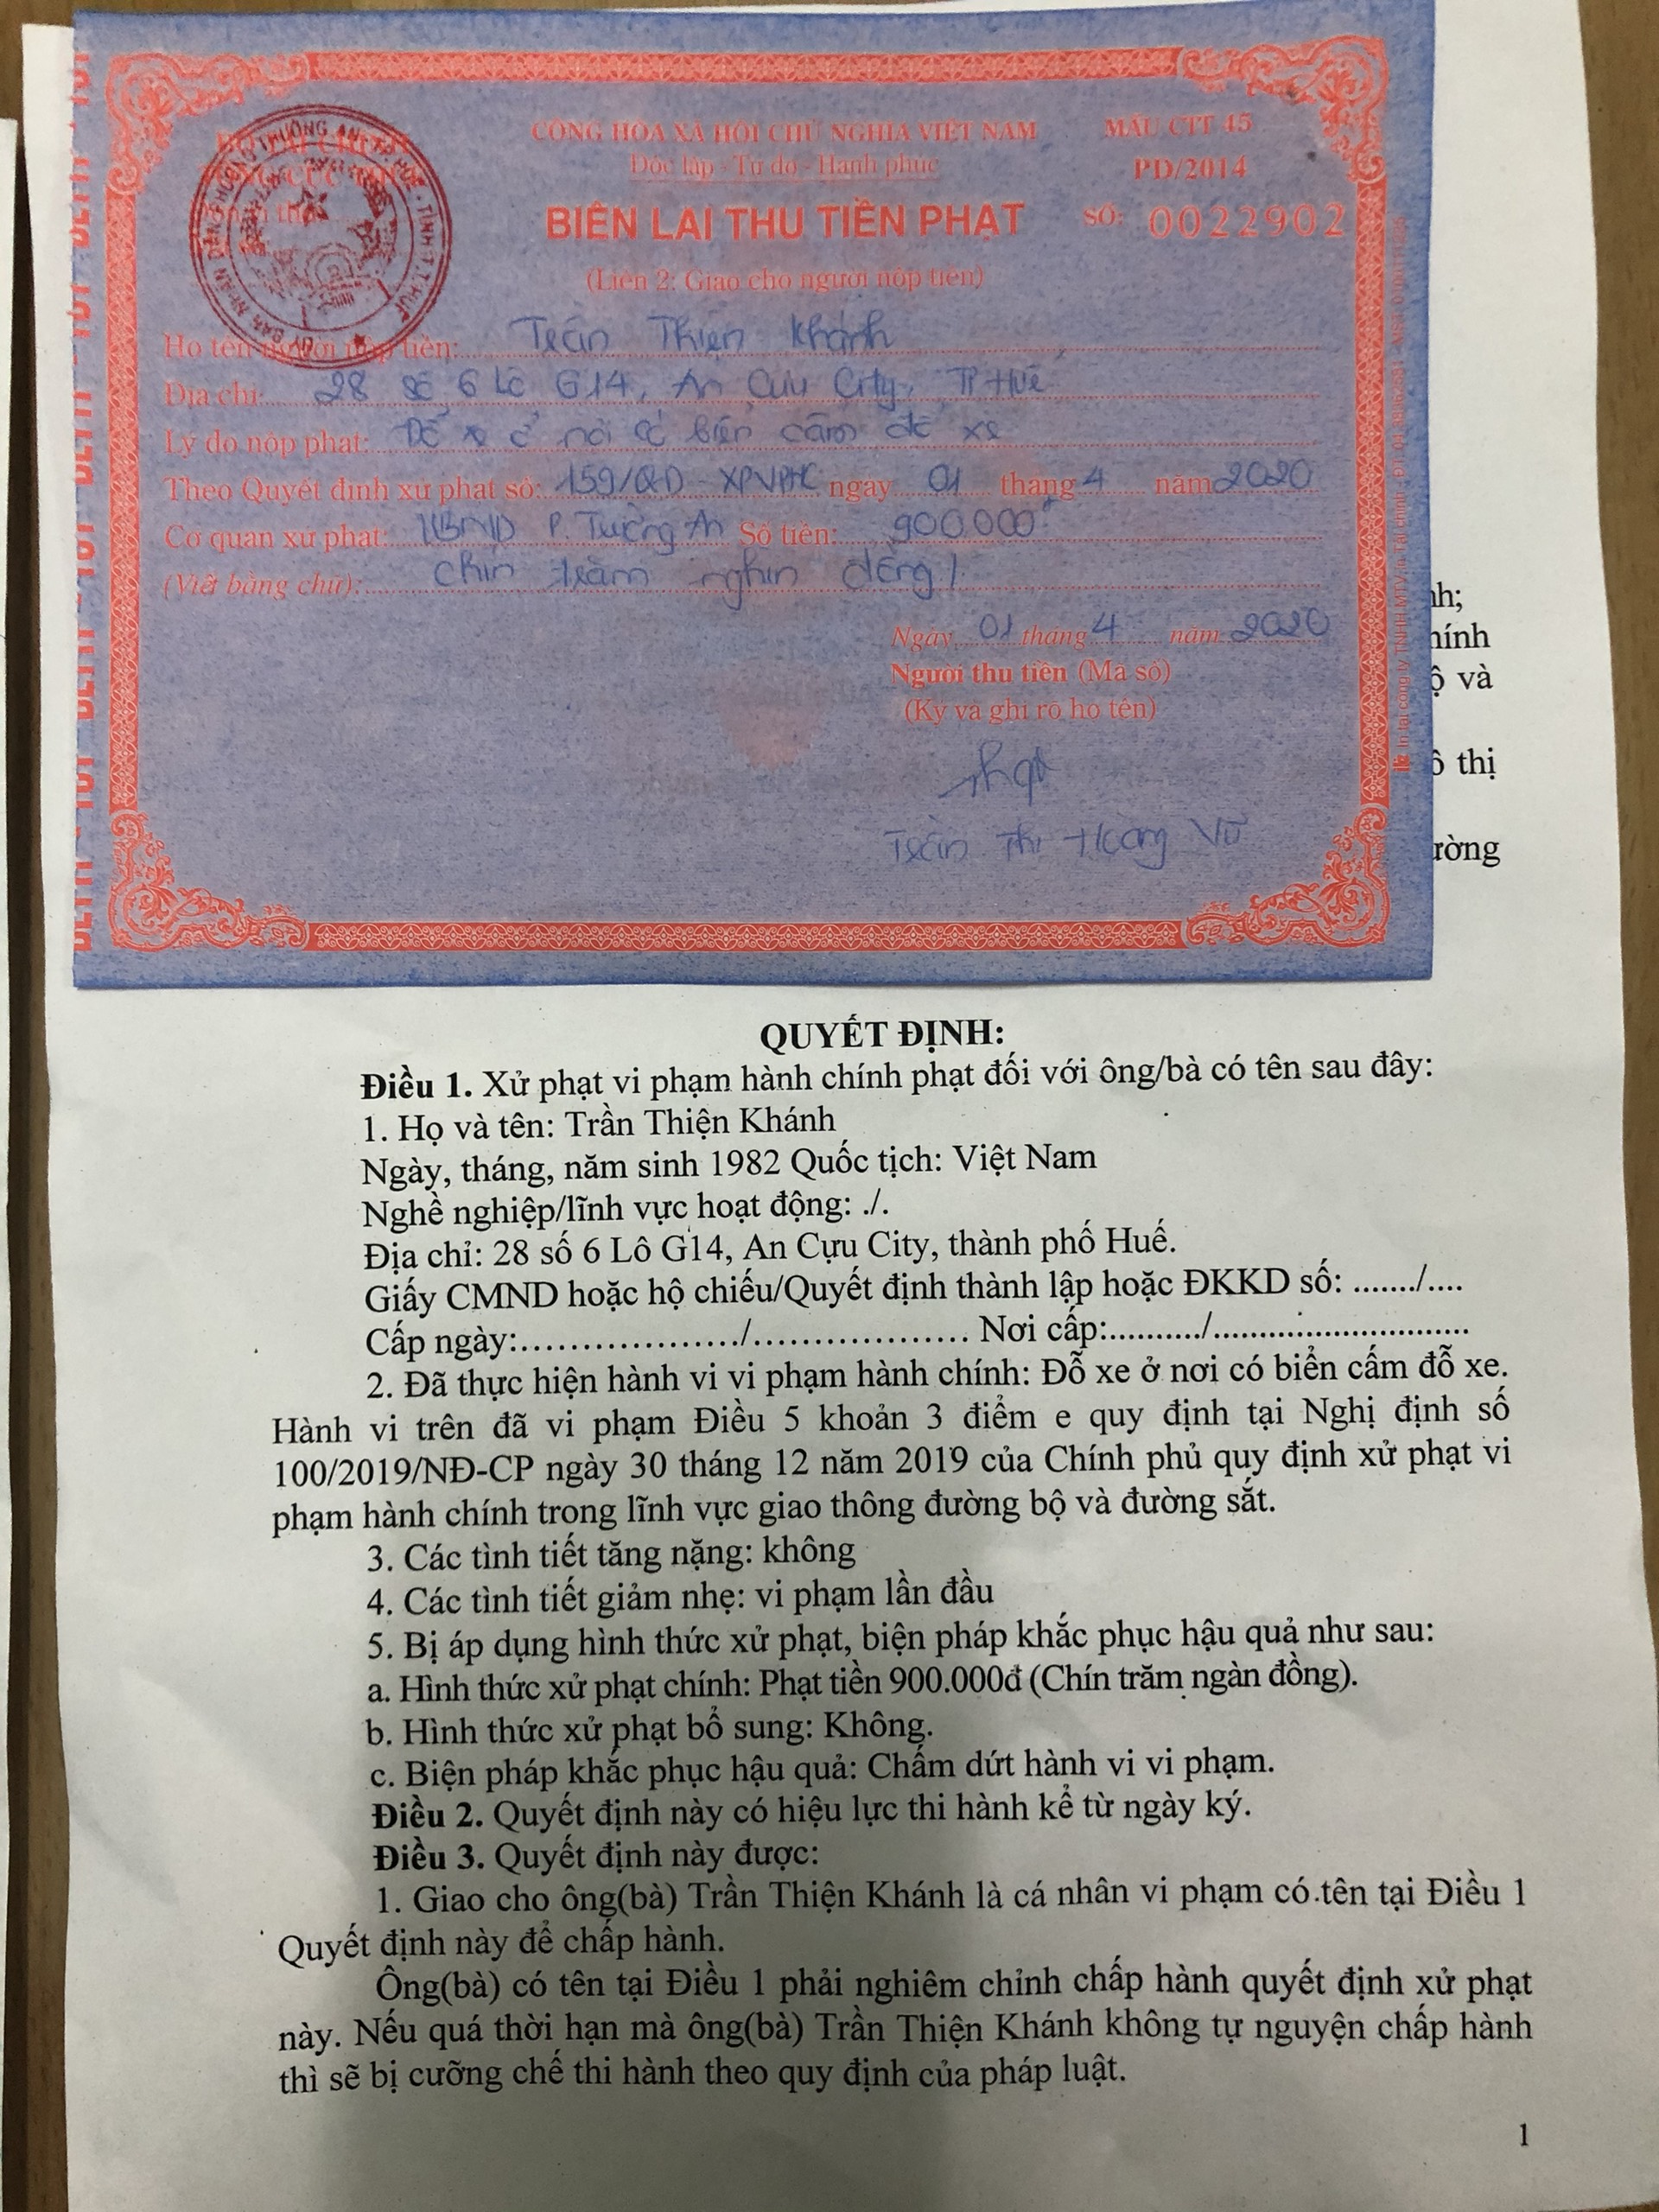 CỘNG HÒA XÃ HỘI CHỦ NGHĨA VIỆT NAM
Độc lập - Tự do - Hạnh phúc
MẪU CTT 45
PD/2014
BIÊN LAI THU TIỀN PHẠT
SỐ: 0022902
(Liên 2: Giao cho người nộp tiền)
Họ tên người nộp tiền: Trần Thiện Khánh
Địa chỉ: 28 số 6 Lô G14, An Cựu City, TP Huế
Lý do nộp phạt: Đỗ xe ở nơi có biển cấm đỗ xe
Theo Quyết định xử phạt số: 159/QĐ-XPVPHC ngày 01 tháng 4 năm 2020
Cơ quan xử phạt: UBND P. Trường An Số tiền: 900.000đ
(Viết bằng chữ): Chín trăm nghìn đồng /
Ngày 01 tháng 4 năm 2020
Người thu tiền (Mã số)
(Ký và ghi rõ họ tên)
Trần Thị Hoàng
nh;
hính
ộ và
ô thị
ường
QUYẾT ĐỊNH:
Điều 1. Xử phạt vi phạm hành chính phạt đối với ông/bà có tên sau đây:
1. Họ và tên: Trần Thiện Khánh
Ngày, tháng, năm sinh 1982 Quốc tịch: Việt Nam
Nghề nghiệp/lĩnh vực hoạt động: ./.
Địa chỉ: 28 số 6 Lô G14, An Cựu City, thành phố Huế.
Giấy CMND hoặc hộ chiếu/Quyết định thành lập hoặc ĐKKD số: ......./....
Cấp ngày:...................../..................... Nơi cấp:........../............................
2. Đã thực hiện hành vi vi phạm hành chính: Đỗ xe ở nơi có biển cấm đỗ xe.
Hành vi trên đã vi phạm Điều 5 khoản 3 điểm e quy định tại Nghị định số
100/2019/NĐ-CP ngày 30 tháng 12 năm 2019 của Chính phủ quy định xử phạt vi
phạm hành chính trong lĩnh vực giao thông đường bộ và đường sắt.
3. Các tình tiết tăng nặng: không
4. Các tình tiết giảm nhẹ: vi phạm lần đầu
5. Bị áp dụng hình thức xử phạt, biện pháp khắc phục hậu quả như sau:
a. Hình thức xử phạt chính: Phạt tiền 900.000đ (Chín trăm ngàn đồng).
b. Hình thức xử phạt bổ sung: Không.
c. Biện pháp khắc phục hậu quả: Chấm dứt hành vi vi phạm.
Điều 2. Quyết định này có hiệu lực thi hành kể từ ngày ký.
Điều 3. Quyết định này được:
1. Giao cho ông(bà) Trần Thiện Khánh là cá nhân vi phạm có tên tại Điều 1
Quyết định này để chấp hành.
Ông(bà) có tên tại Điều 1 phải nghiêm chỉnh chấp hành quyết định xử phạt
này. Nếu quá thời hạn mà ông(bà) Trần Thiện Khánh không tự nguyện chấp hành
thì sẽ bị cưỡng chế thi hành theo quy định của pháp luật.
1